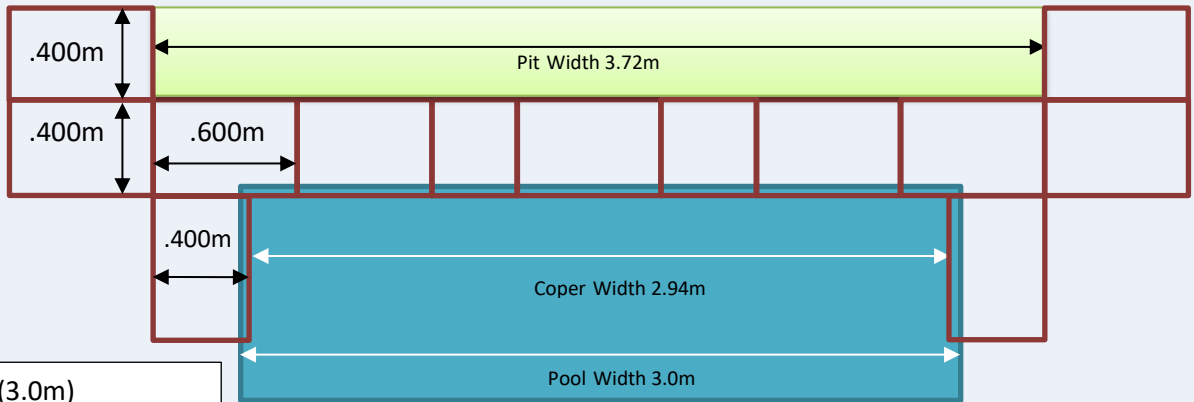 .400m
Pit Width 3.72m
.400m
.600m
.400m
Coper Width 2.94m
Pool Width 3.0m
(3.0m)